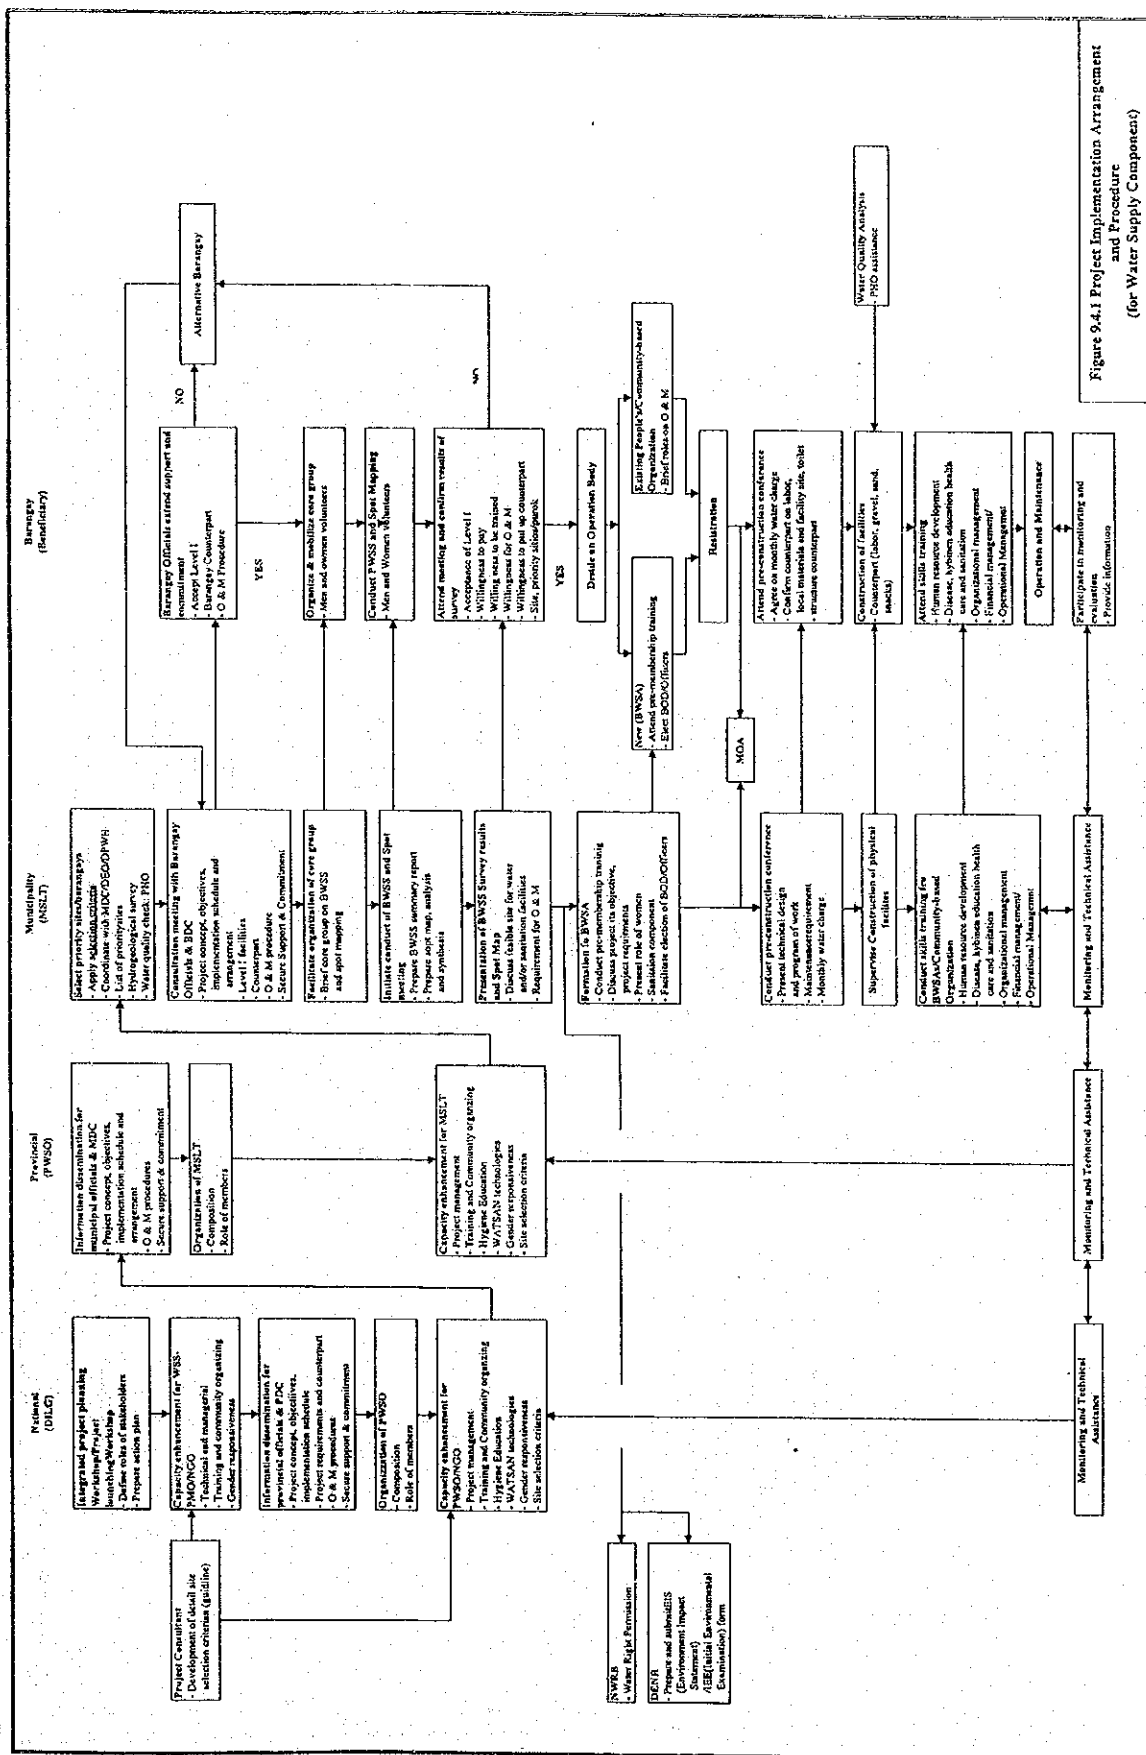 National
(DILG)
Provincial
(PWSO)
Municipality
(MSLT)
Barangay
(Beneficiary)
Project Consultant
- Development of detail site
selection criterian (guidline)
Integrated project planning
Workshop/Project
launching Workshop
- Define roles of stakeholders
- Prepare action plan
Capacity enhancement for WSS-
PMO/NGO
- Technical and managerial
- Training and community organizing
- Gender responsiveness
Information dissemination for
provincial officials & PDC
- Project concept, objectives,
implementation schedule
- Project requirements and counterpart
- O & M procedures
- Secure support & commitment
Organization of PWSO
- Composition
- Role of members
Capacity enhancement for
PWSO/NGO
- Project management
- Training and Community organizing
- Hygiene Education
- WATSAN technologies
- Gender responsiveness
- Site selection criteria
NWRB
- Water Right Permission
DENR
- Prepare and submit EIS
(Environment Impact
Statement)
/IEE(Initial Environmental
Examination) form
Monitoring and Technical
Assistance
Information dissemination for
municipal officials & MDC
- Project concept, objectives,
implementation schedule and
arrangement
- O & M procedures
- Secure support & commitment
Organization of MSLT
- Composition
- Role of members
Capacity enhancement for MSLT
- Project management
- Training and Community organizing
- Hygiene Education
- WATSAN technologies
- Gender responsiveness
- Site selection criteria
Monitoring and Technical Assistance
Select priority sites/barangays
- Apply selection criteria
- Coordinate with MDC/DEO/DPWH
- List of priority sites
- Hydrogeological survey
- Water quality check: PHO
Consultation meeting with Barangay
Officials & BDC
- Project concept, objectives,
implementation schedule and
arrangement
- Level I facilities
- Counterpart
- O & M procedure
- Secure Support & Commitment
Facilitate organization of core group
- Brief core group on BWSS
and spot mapping
Initiate conduct of BWSS and Spot
meeting
- Prepare BWSS summary report
- Prepare sopt map, analysis
and synthesis
Presentation of BWSS Survey results
and Spot Map
- Discuss feasible site for water
and/or sanitation facilities
- Requirement for O & M
Formation fo BWSA
- Conduct pre-membership training
- Discuss project its objective,
project requirements
- Present role of women
- Sanitation component
- Facilitate election of BOD/Officers
MOA
Conduct pre-construction conference
- Present technical design
and program of work
- Maintenance requirement
- Monthly water charge
Supervise Construction of physical
facilities
Conduct skills training fro
BWSAs/Community-based
Organization
- Human resource development
- Disease, hybinen education health
care and sanitation
- Organizational management
- Financial management/
- Operational Management
Monitoring and Technical Assistance
Barangay Officials extend support and
commitment
- Accept Level I
- Barangay Counterpart
- O & M Procedure
NO
Alternative Barangay
YES
Organize & mobilize core group
- Men and owmen volunteers
Conduct PWSS and Spot Mapping
- Men and Women Volunteers
Attend meeting and confirm results of
survey
- Acceptance of Level I
- Willingness to pay
- Willing ness to be trained
- Willingness for O & M
- Willingness to put up counterpart
- Site, priority sition/purok
NO
YES
Decide an Operation Body
New (BWSA)
- Attend pre-membership training
- Elect BOD/Officers
Existing People's/Community-based
Organization
- Brief roles on O & M
Resistration
Attend pre-construction conference
- Agree on monthly water charge
- Confirm counterpart on labor,
local materials and facility site, toilet
structure counterpart
Construction of facilities
- Counterpart (labor, gravel, sand,
snacks)
Water Quality Analysis
- PHO assistance
Attend skills training
- Human resource development
- Disease, hybinen education health
care and sanitation
- Organizational management
- Financial management/
- Operational Management
Operation and Maintenance
Participate in monitoring and
evaluation
- Provide information
Figure 9.4.1 Project Implementation Arrangement
and Procedure
(for Water Supply Component)